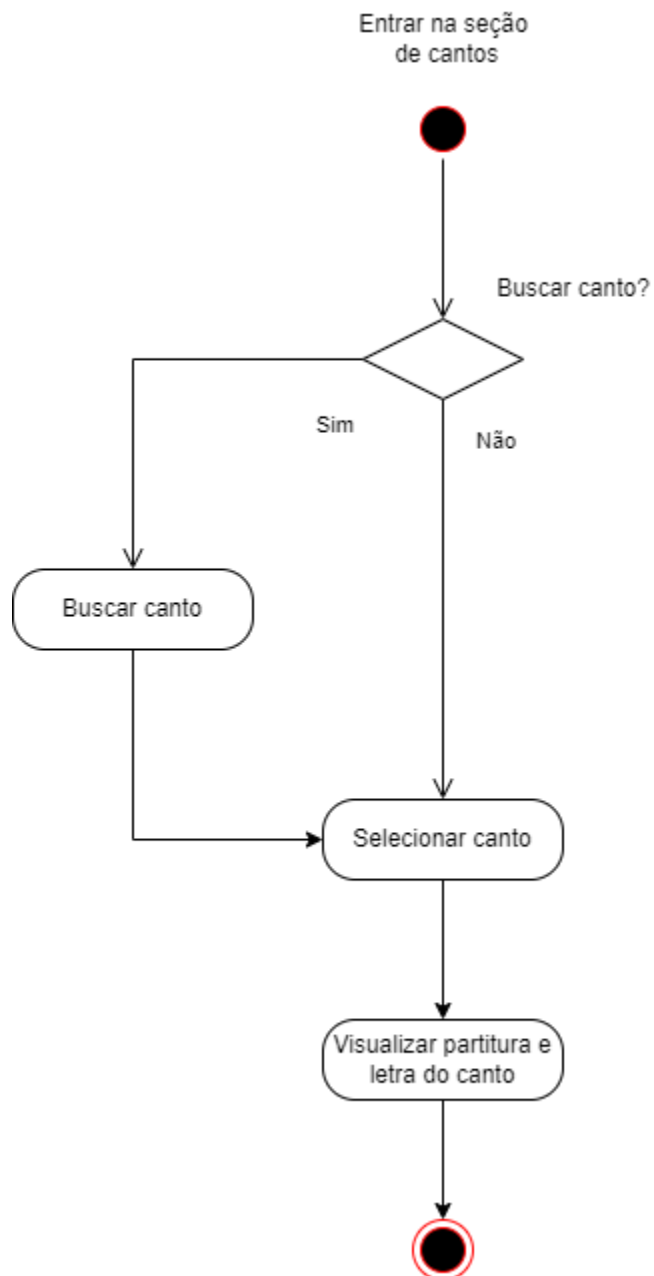 Entrar na seção
de cantos
Buscar canto?
Sim
Não
Buscar canto
Selecionar canto
Visualizar partitura e
letra do canto